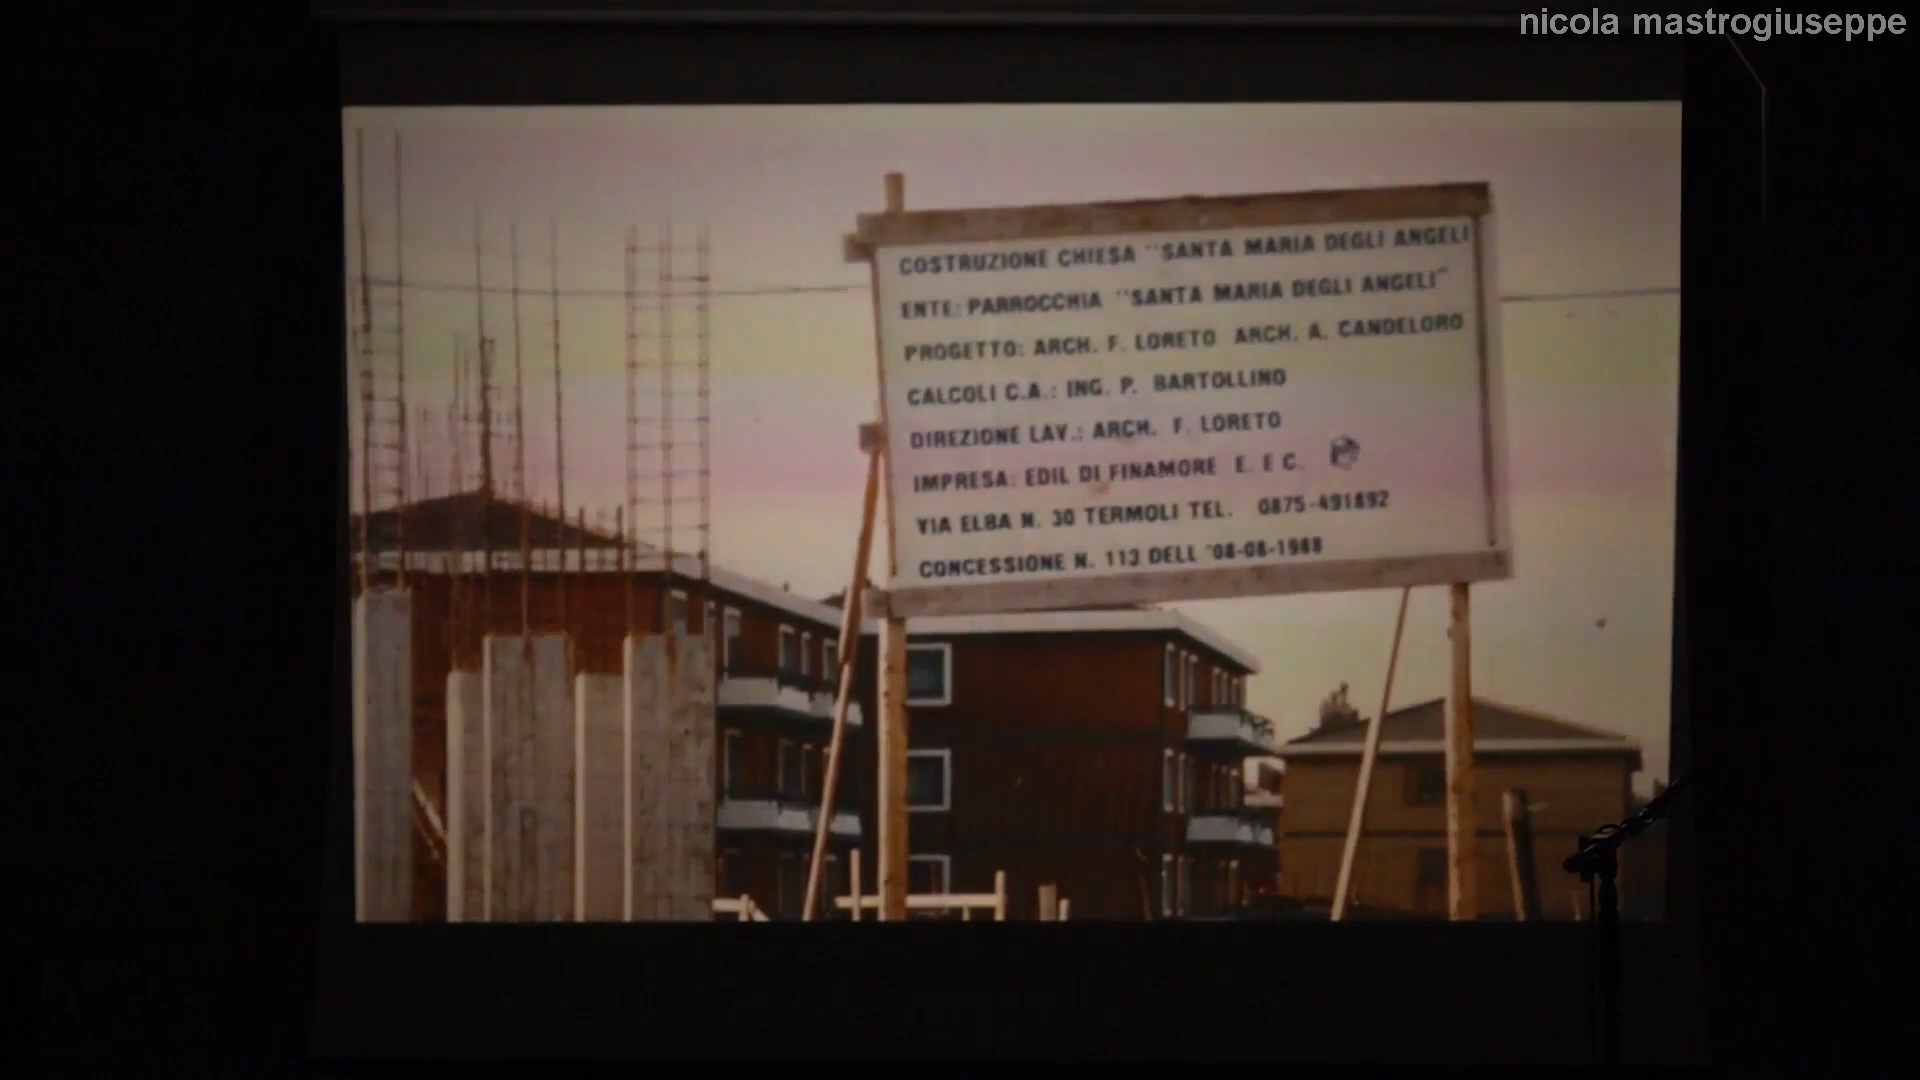 nicola mastrogiuseppe
COSTRUZIONE CHIESA "SANTA MARIA DEGLI ANGELI
ENTE: PARROCCHIA "SANTA MARIA DEGLI ANGELI"
PROGETTO: ARCH. F. LORETO ARCH. A. CANDELORO
CALCOLI C.A.: ING. P. BARTOLLINO
DIREZIONE LAV.: ARCH. F. LORETO
IMPRESA: EDIL DI FINAMORE E. E C.
VIA ELBA N. 30 TERMOLI TEL. 0875-491892
CONCESSIONE N. 113 DELL '08-08-1988